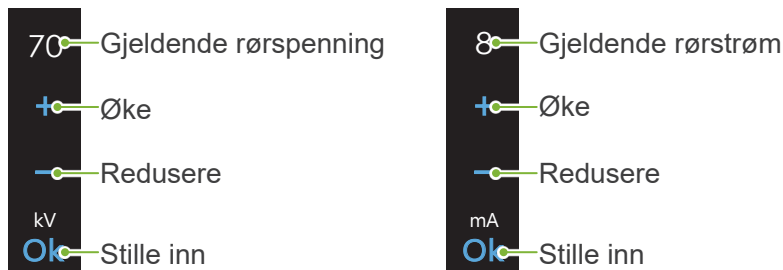 70 Gjeldende rørspenning
+ Øke
− Redusere
kV
Ok Stille inn
8 Gjeldende rørstrøm
+ Øke
− Redusere
mA
Ok Stille inn